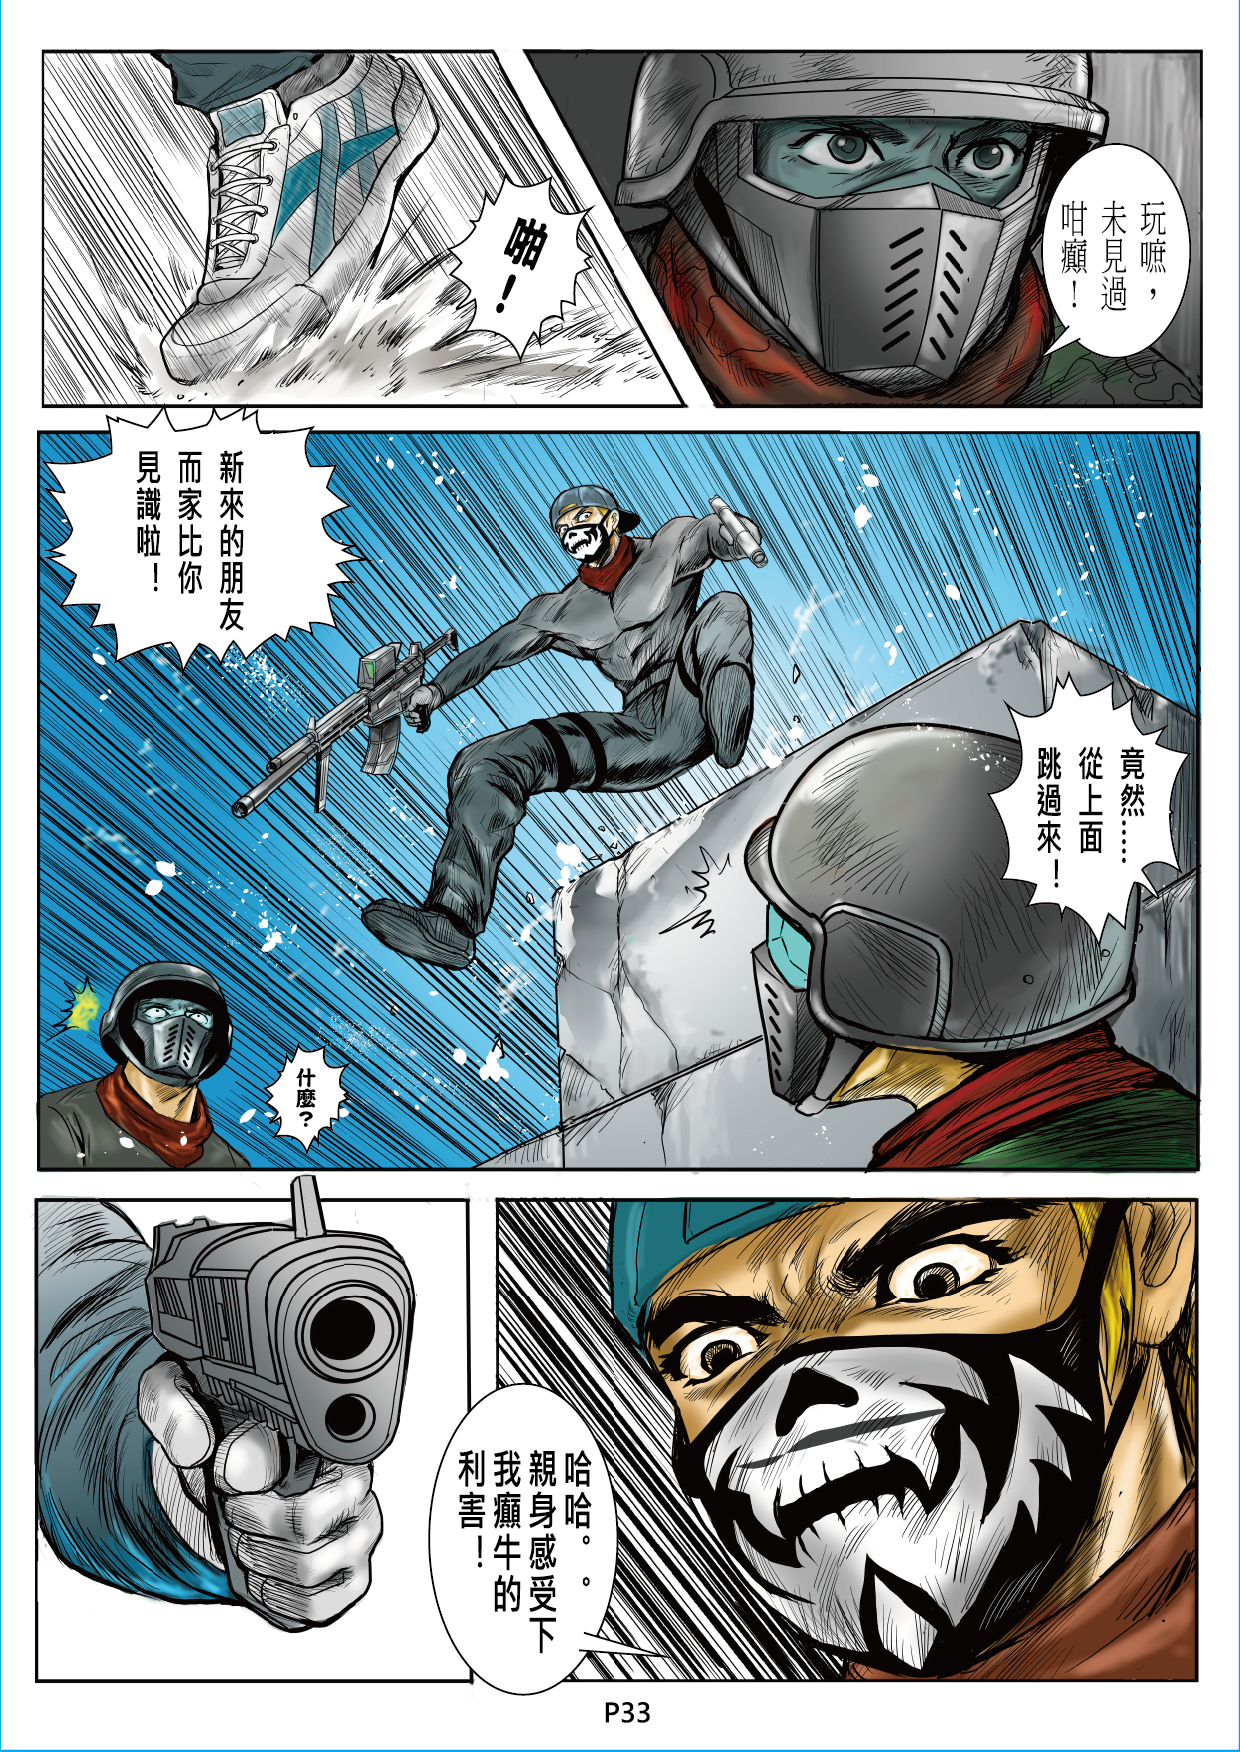 玩嚒，
未見過
咁癲！
啪！
竟然……
從上面
跳過來！
新來的朋友
而家比你
見識啦！
什麼？
哈哈。。
親身感受下
我癲牛的
利害！
P33